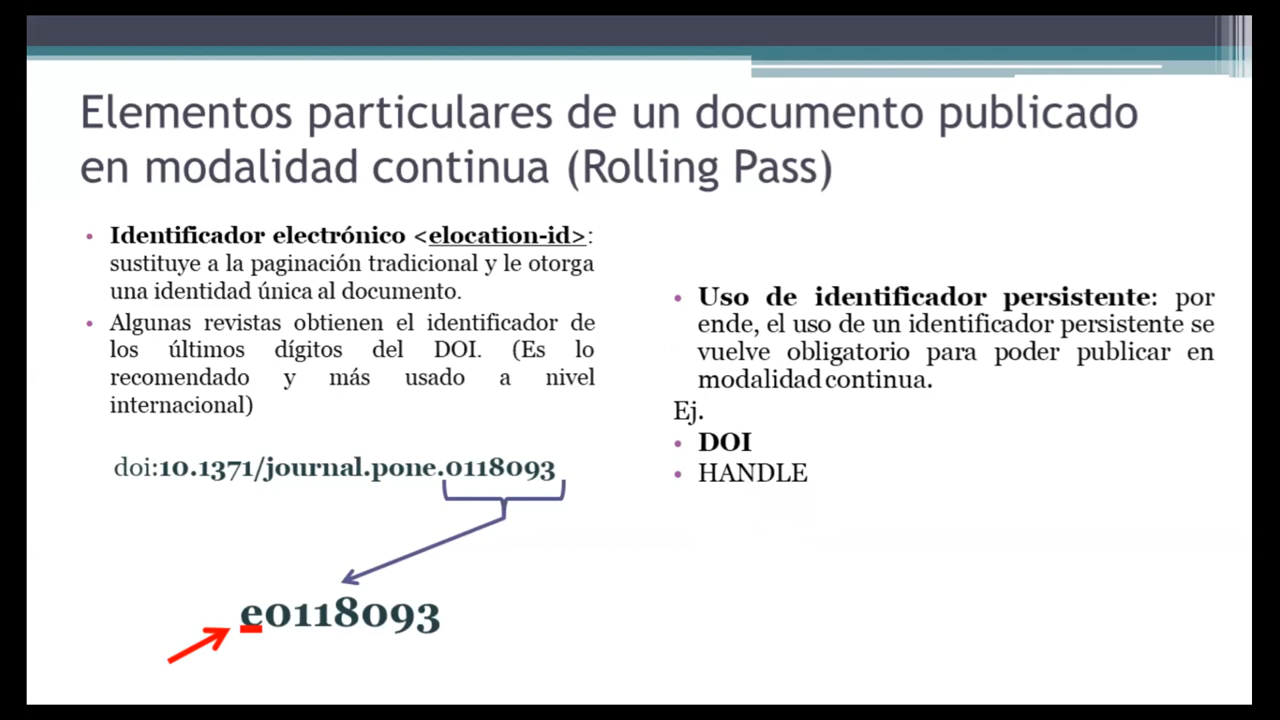 Elementos particulares de un documento publicado
en modalidad continua (Rolling Pass)
• Identificador electrónico <elocation-id>:
sustituye a la paginación tradicional y le otorga
una identidad única al documento.
• Algunas revistas obtienen el identificador de
los últimos dígitos del DOI. (Es lo
recomendado y más usado a nivel
internacional)
doi:10.1371/journal.pone.0118093
e0118093
• Uso de identificador persistente: por
ende, el uso de un identificador persistente se
vuelve obligatorio para poder publicar en
modalidad continua.
Ej.
• DOI
• HANDLE